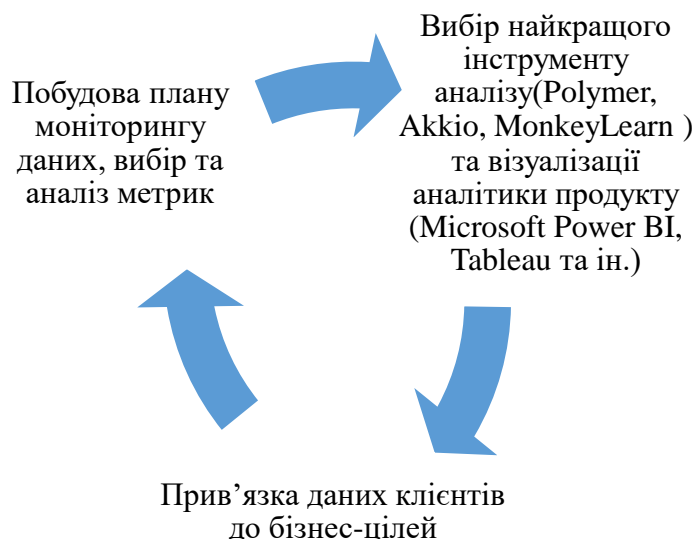 Побудова плану
моніторингу
даних, вибір та
аналіз метрик
Вибір найкращого
інструменту
аналізу(Polymer,
Akkio, MonkeyLearn )
та візуалізації
аналітики продукту
(Microsoft Power BI,
Tableau та ін.)
Прив’язка даних клієнтів
до бізнес-цілей